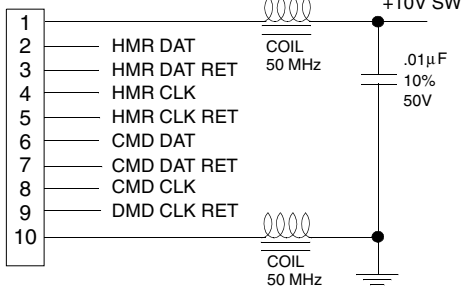 +10V SW
1
2 HMR DAT
COIL
50 MHz
3 HMR DAT RET
.01μF
10%
50V
4 HMR CLK
5 HMR CLK RET
6 CMD DAT
7 CMD DAT RET
8 CMD CLK
9 DMD CLK RET
10
COIL
50 MHz